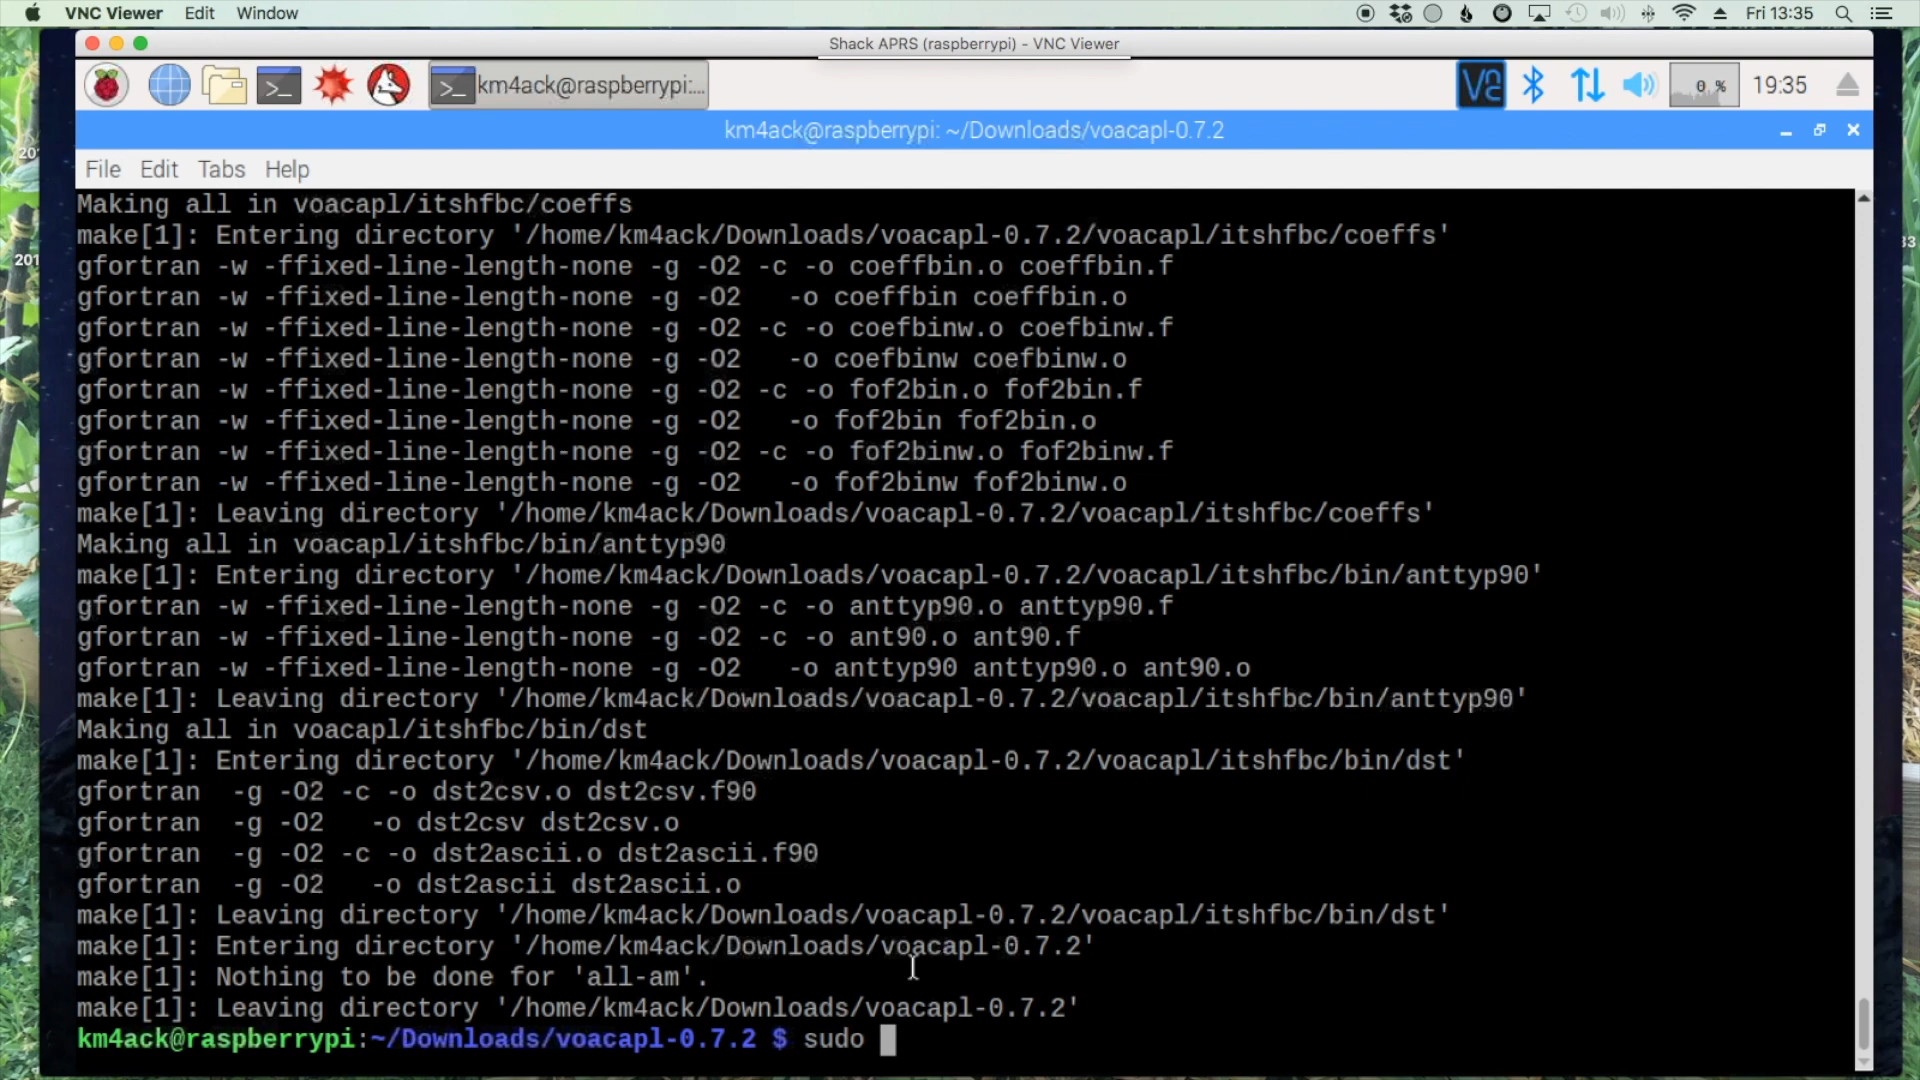 VNC Viewer Edit Window Fri 13:35
Shack APRS (raspberrypi) - VNC Viewer
km4ack@raspberrypi:... 0 % 19:35
km4ack@raspberrypi: ~/Downloads/voacapl-0.7.2
File Edit Tabs Help
Making all in voacapl/itshfbc/coeffs
make[1]: Entering directory '/home/km4ack/Downloads/voacapl-0.7.2/voacapl/itshfbc/coeffs'
gfortran -w -ffixed-line-length-none -g -O2 -c -o coeffbin.o coeffbin.f
gfortran -w -ffixed-line-length-none -g -O2   -o coeffbin coeffbin.o
gfortran -w -ffixed-line-length-none -g -O2 -c -o coefbinw.o coefbinw.f
gfortran -w -ffixed-line-length-none -g -O2   -o coefbinw coefbinw.o
gfortran -w -ffixed-line-length-none -g -O2 -c -o fof2bin.o fof2bin.f
gfortran -w -ffixed-line-length-none -g -O2   -o fof2bin fof2bin.o
gfortran -w -ffixed-line-length-none -g -O2 -c -o fof2binw.o fof2binw.f
gfortran -w -ffixed-line-length-none -g -O2   -o fof2binw fof2binw.o
make[1]: Leaving directory '/home/km4ack/Downloads/voacapl-0.7.2/voacapl/itshfbc/coeffs'
Making all in voacapl/itshfbc/bin/anttyp90
make[1]: Entering directory '/home/km4ack/Downloads/voacapl-0.7.2/voacapl/itshfbc/bin/anttyp90'
gfortran -w -ffixed-line-length-none -g -O2 -c -o anttyp90.o anttyp90.f
gfortran -w -ffixed-line-length-none -g -O2 -c -o ant90.o ant90.f
gfortran -w -ffixed-line-length-none -g -O2   -o anttyp90 anttyp90.o ant90.o
make[1]: Leaving directory '/home/km4ack/Downloads/voacapl-0.7.2/voacapl/itshfbc/bin/anttyp90'
Making all in voacapl/itshfbc/bin/dst
make[1]: Entering directory '/home/km4ack/Downloads/voacapl-0.7.2/voacapl/itshfbc/bin/dst'
gfortran  -g -O2 -c -o dst2csv.o dst2csv.f90
gfortran  -g -O2   -o dst2csv dst2csv.o
gfortran  -g -O2 -c -o dst2ascii.o dst2ascii.f90
gfortran  -g -O2   -o dst2ascii dst2ascii.o
make[1]: Leaving directory '/home/km4ack/Downloads/voacapl-0.7.2/voacapl/itshfbc/bin/dst'
make[1]: Entering directory '/home/km4ack/Downloads/voacapl-0.7.2'
make[1]: Nothing to be done for 'all-am'.
make[1]: Leaving directory '/home/km4ack/Downloads/voacapl-0.7.2'
km4ack@raspberrypi:~/Downloads/voacapl-0.7.2 $ sudo